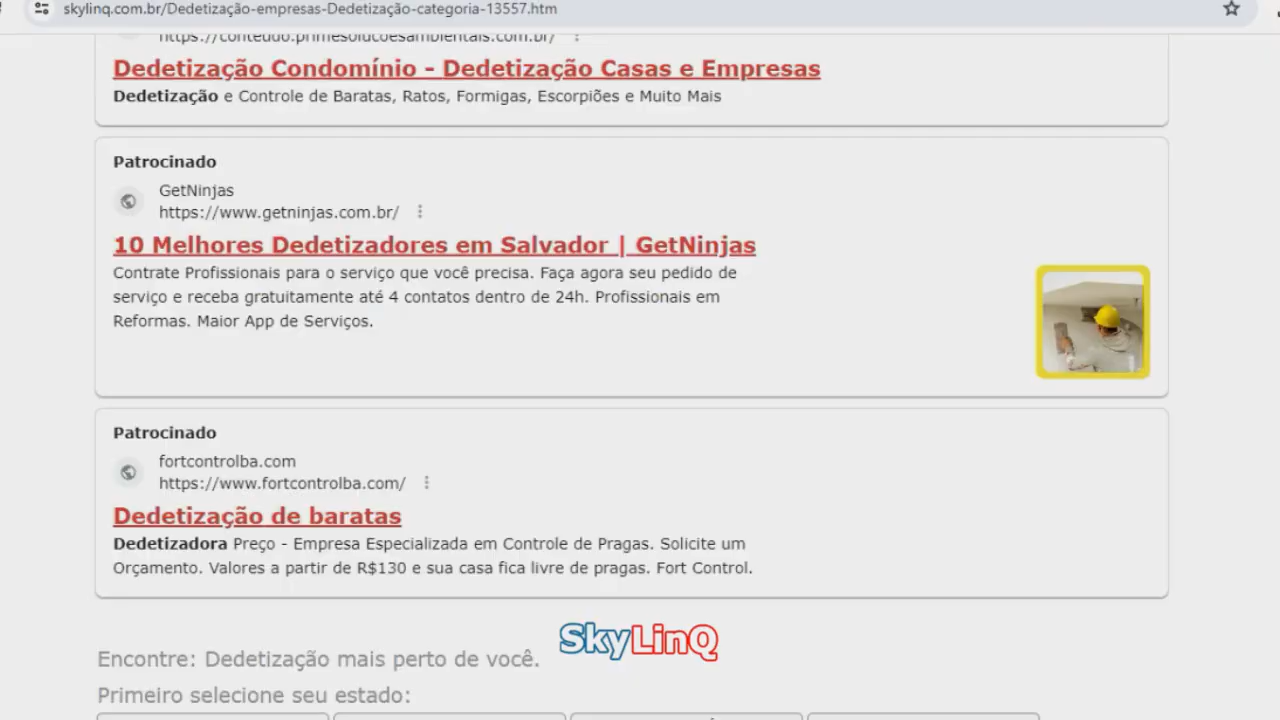 skylinq.com.br/Dedetização-empresas-Dedetização-categoria-13557.htm
https://conteudo.primesolucoesambientais.com.br/
Dedetização Condomínio - Dedetização Casas e Empresas
Dedetização e Controle de Baratas, Ratos, Formigas, Escorpiões e Muito Mais
Patrocinado
GetNinjas
https://www.getninjas.com.br/
10 Melhores Dedetizadores em Salvador | GetNinjas
Contrate Profissionais para o serviço que você precisa. Faça agora seu pedido de
serviço e receba gratuitamente até 4 contatos dentro de 24h. Profissionais em
Reformas. Maior App de Serviços.
Patrocinado
fortcontrolba.com
https://www.fortcontrolba.com/
Dedetização de baratas
Dedetizadora Preço - Empresa Especializada em Controle de Pragas. Solicite um
Orçamento. Valores a partir de R$130 e sua casa fica livre de pragas. Fort Control.
SkyLinQ
Encontre: Dedetização mais perto de você.
Primeiro selecione seu estado: